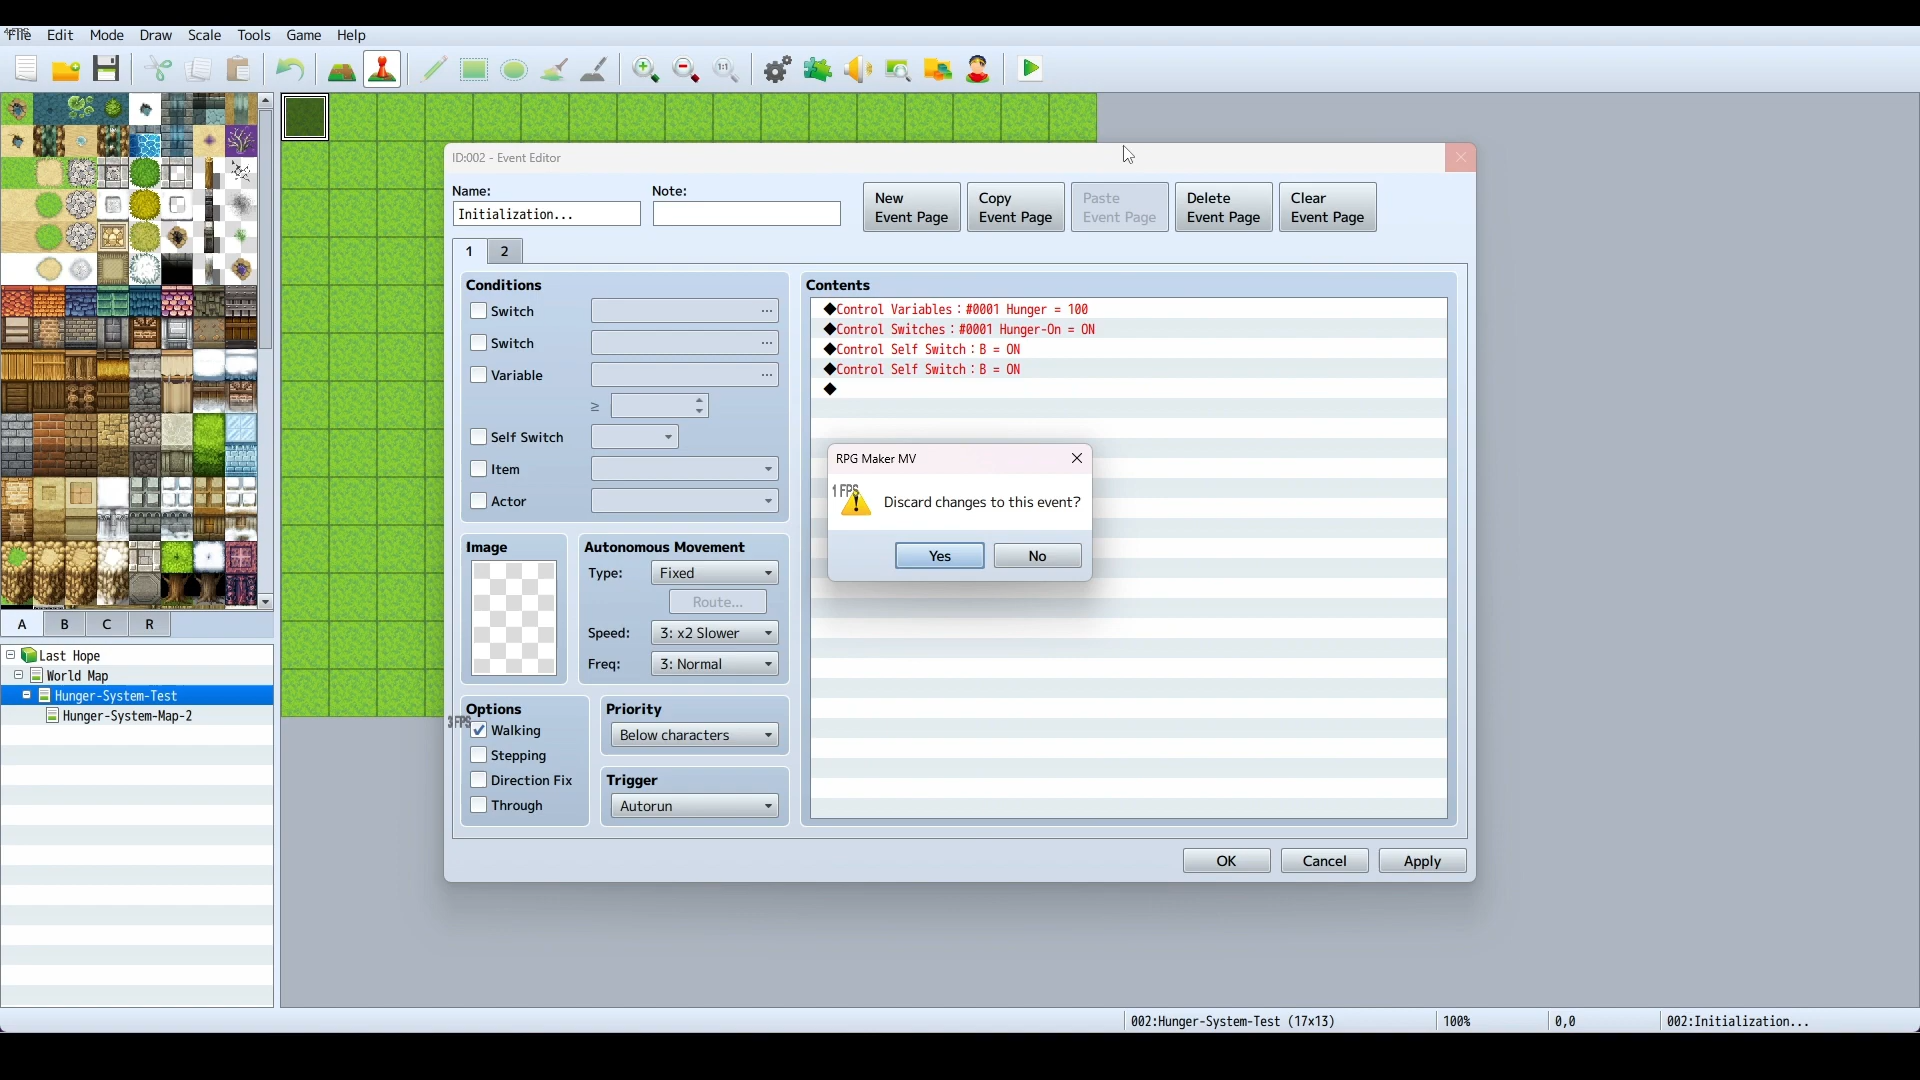 File Edit Mode Draw Scale Tools Game Help
ID:002 - Event Editor
Name:
Note:
Initialization...
New
Event Page
Copy
Event Page
Paste
Event Page
Delete
Event Page
Clear
Event Page
1 2
Conditions
Switch ...
Switch ...
Variable ...
≥
Self Switch
Item
Actor
Contents
◆Control Variables : #0001 Hunger = 100
◆Control Switches : #0001 Hunger-On = ON
◆Control Self Switch : B = ON
◆Control Self Switch : B = ON
◆
RPG Maker MV
1 FPS
Discard changes to this event?
Yes No
Image
Autonomous Movement
Type: Fixed
Route...
Speed: 3: x2 Slower
Freq: 3: Normal
Options
3 FPS
Walking
Stepping
Direction Fix
Through
Priority
Below characters
Trigger
Autorun
OK Cancel Apply
A B C R
Last Hope
World Map
Hunger-System-Test
Hunger-System-Map-2
002:Hunger-System-Test (17×13) 100% 0,0 002:Initialization...